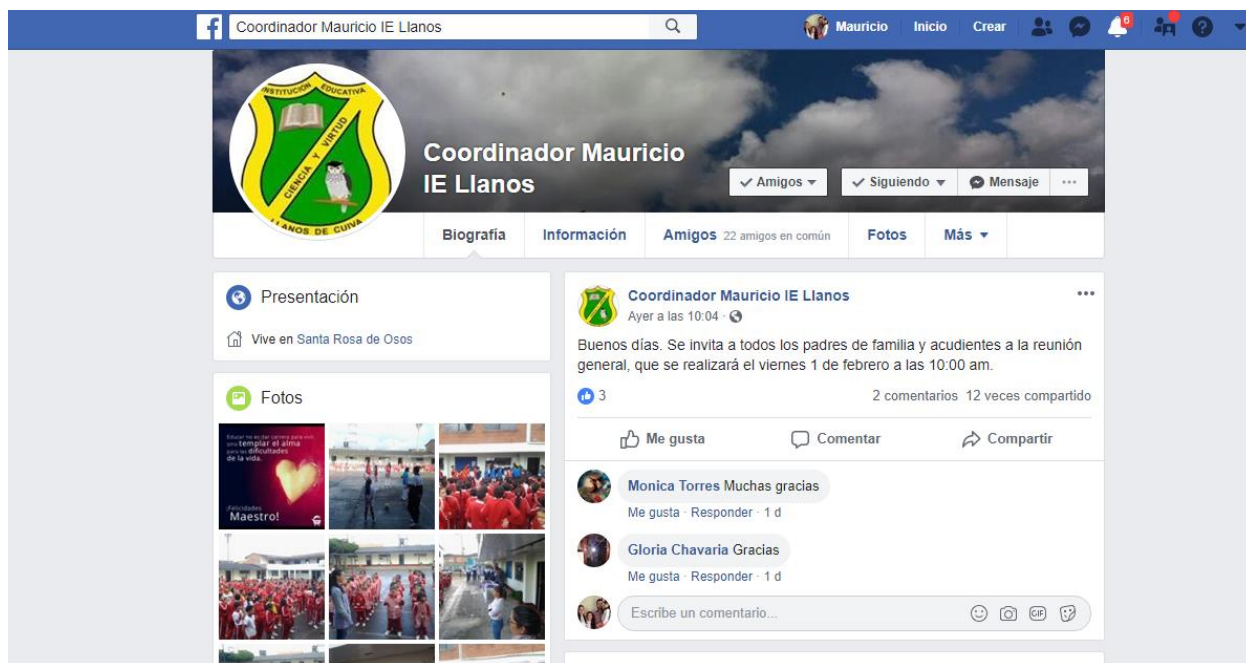 Coordinador Mauricio IE Llanos
Mauricio
Inicio
Crear
6
INSTITUCIÓN EDUCATIVA
CIENCIA Y VIRTUD
LLANOS DE CUIVA
Coordinador Mauricio
IE Llanos
Amigos
Siguiendo
Mensaje
Biografía
Información
Amigos 22 amigos en común
Fotos
Más
Presentación
Vive en Santa Rosa de Osos
Fotos
Educar no es dar carrera para vivir,
sino templar el alma
para las dificultades
de la vida.
¡Felicidades
Maestro!
Coordinador Mauricio IE Llanos
Ayer a las 10:04
Buenos días. Se invita a todos los padres de familia y acudientes a la reunión
general, que se realizará el viernes 1 de febrero a las 10:00 am.
3
2 comentarios 12 veces compartido
Me gusta
Comentar
Compartir
Monica Torres Muchas gracias
Me gusta · Responder · 1 d
Gloria Chavaria Gracias
Me gusta · Responder · 1 d
Escribe un comentario...
GIF